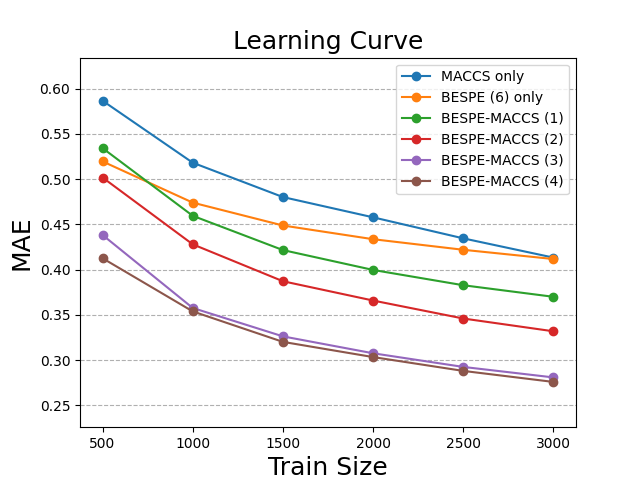 Learning Curve
MACCS only
BESPE (6) only
BESPE-MACCS (1)
BESPE-MACCS (2)
BESPE-MACCS (3)
BESPE-MACCS (4)
MAE
0.60
0.55
0.50
0.45
0.40
0.35
0.30
0.25
500 1000 1500 2000 2500 3000
Train Size